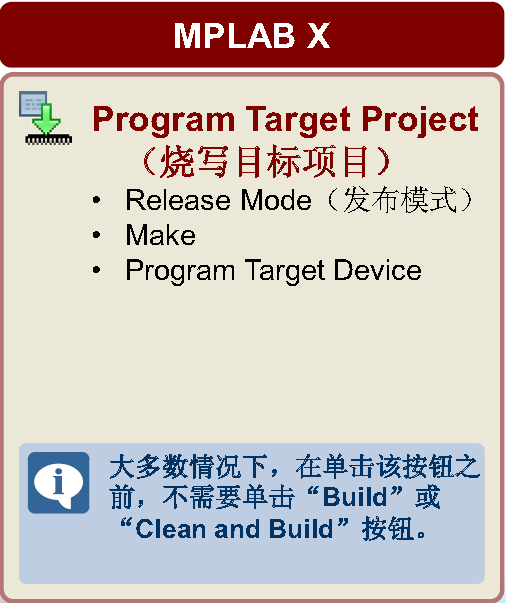 MPLAB X
Program Target Project
（烧写目标项目）
• Release Mode（发布模式）
• Make
• Program Target Device
大多数情况下，在单击该按钮之
前，不需要单击“Build”或
“Clean and Build”按钮。